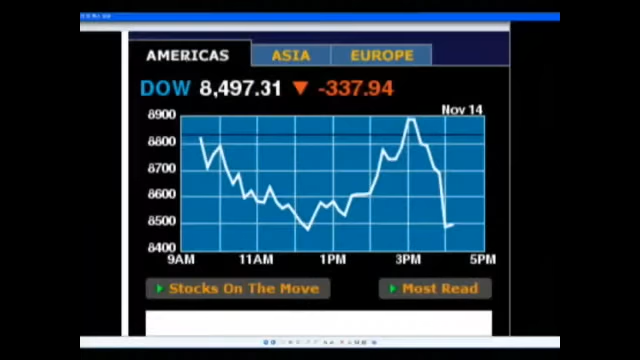 AMERICAS ASIA EUROPE
DOW 8,497.31 ▼ -337.94
Nov 14
8900
8800
8700
8600
8500
8400
9AM 11AM 1PM 3PM 5PM
Stocks On The Move Most Read